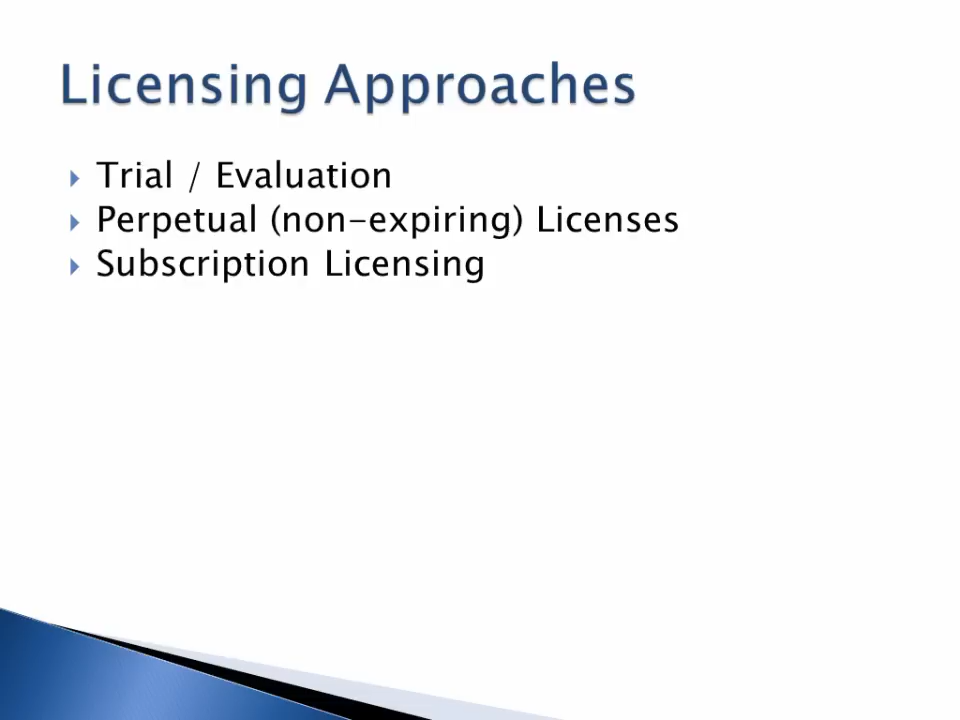 Licensing Approaches
Trial / Evaluation
Perpetual (non-expiring) Licenses
Subscription Licensing